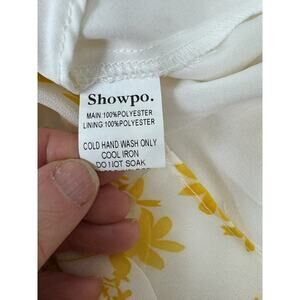 Showpo.
MAIN:100%POLYESTER
LINING:100%POLYESTER
COLD HAND WASH ONLY
COOL IRON
DO NOT SOAK